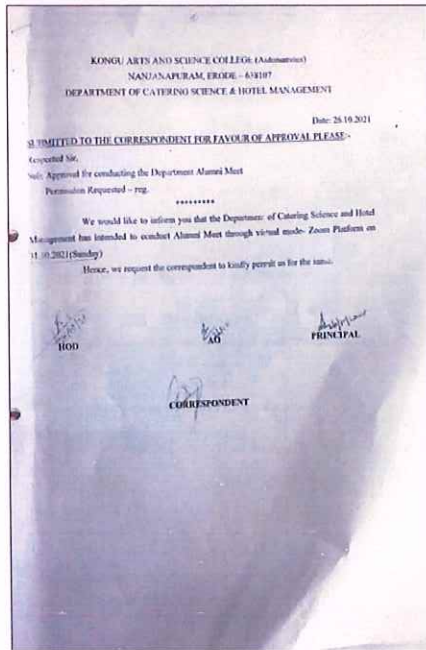 KONGU ARTS AND SCIENCE COLLEGE (Autonomous)
NANJANAPURAM, ERODE – 638107
DEPARTMENT OF CATERING SCIENCE & HOTEL MANAGEMENT
Date: 26.10.2021
SUBMITTED TO THE CORRESPONDENT FOR FAVOUR OF APPROVAL PLEASE:-
Respected Sir,
Sub: Approval for conducting the Department Alumni Meet
Permission Requested – reg.
*********
We would like to inform you that the Department of Catering Science and Hotel
Management has intended to conduct Alumni Meet through virtual mode- Zoom Platform on
31.10.2021(Sunday)
Hence, we request the correspondent to kindly permit us for the same.
HOD AO PRINCIPAL
CORRESPONDENT